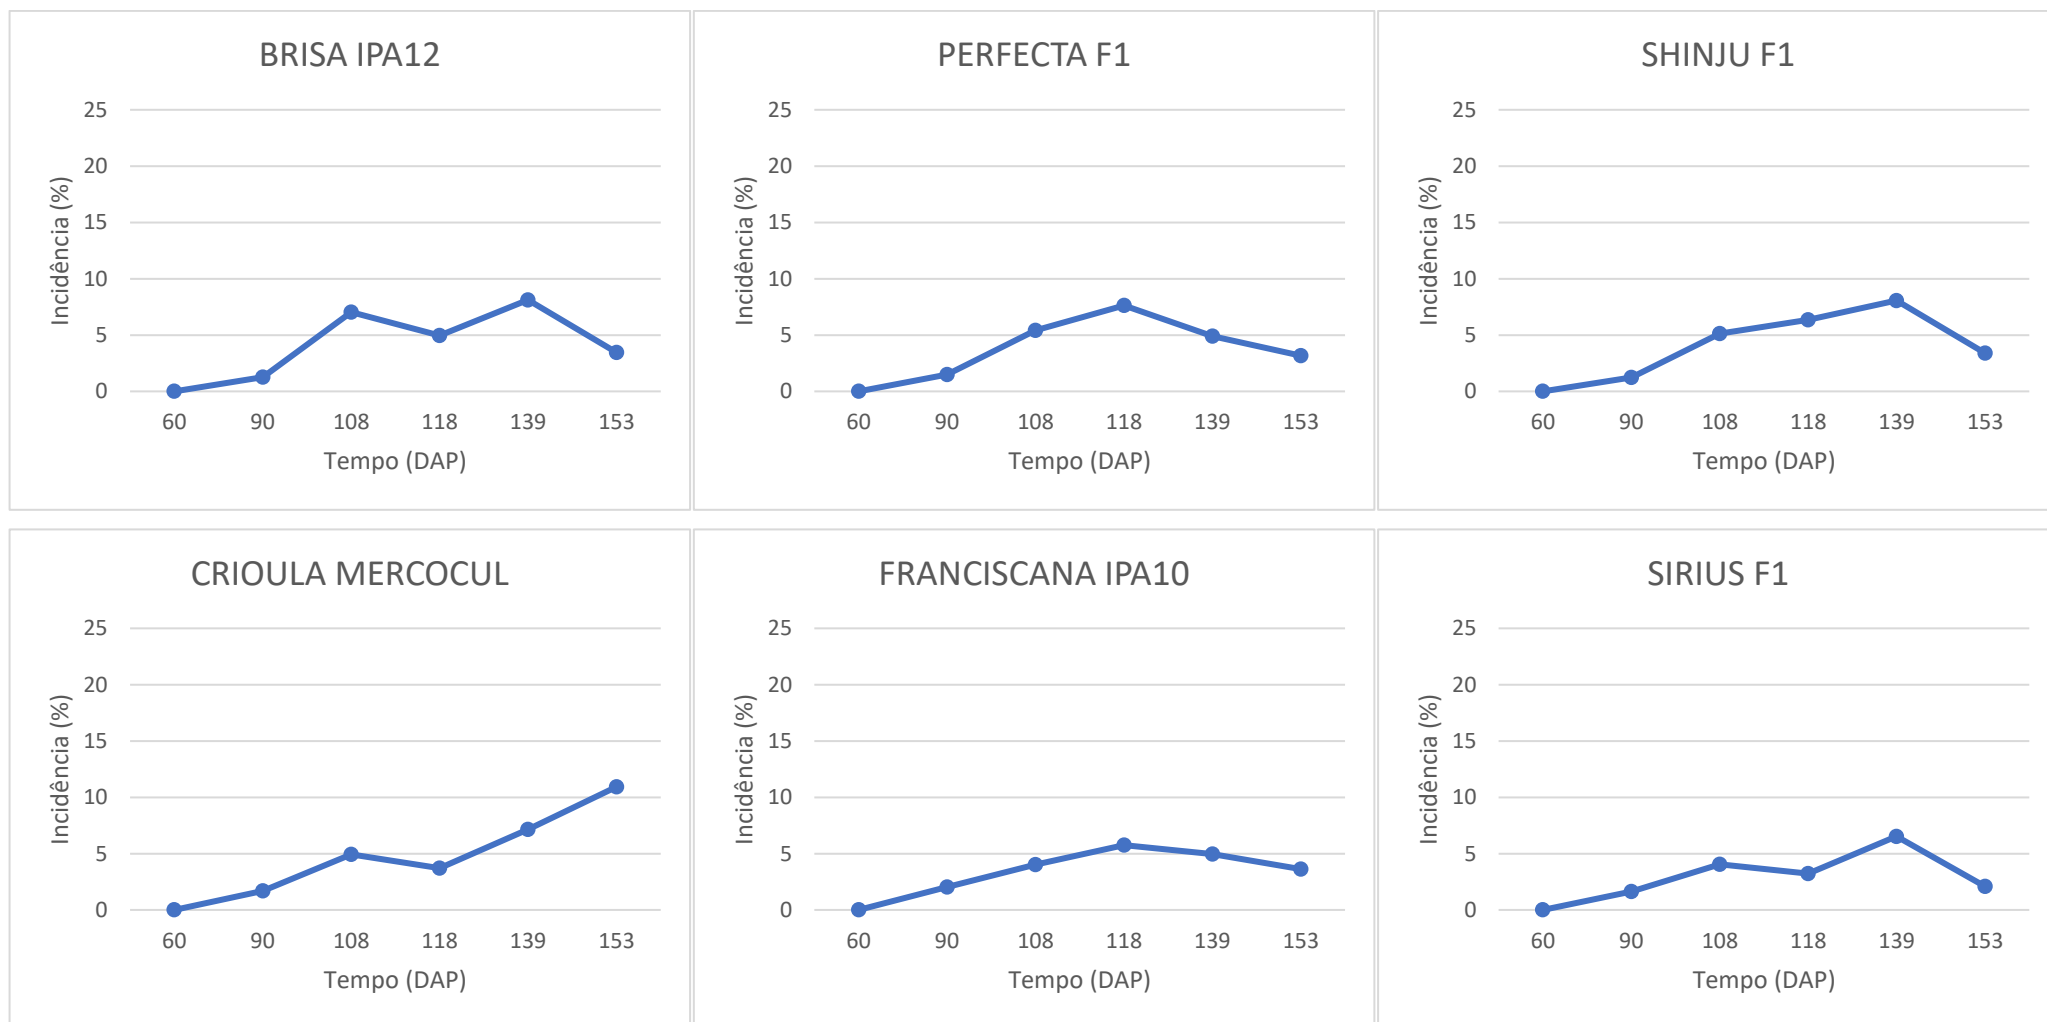 BRISA IPA12
25
20
15
10
5
0
Incidência (%)
60 90 108 118 139 153
Tempo (DAP)
PERFECTA F1
25
20
15
10
5
0
Incidência (%)
60 90 108 118 139 153
Tempo (DAP)
SHINJU F1
25
20
15
10
5
0
Incidência (%)
60 90 108 118 139 153
Tempo (DAP)
CRIOULA MERCOCUL
25
20
15
10
5
0
Incidência (%)
60 90 108 118 139 153
Tempo (DAP)
FRANCISCANA IPA10
25
20
15
10
5
0
Incidência (%)
60 90 108 118 139 153
Tempo (DAP)
SIRIUS F1
25
20
15
10
5
0
Incidência (%)
60 90 108 118 139 153
Tempo (DAP)